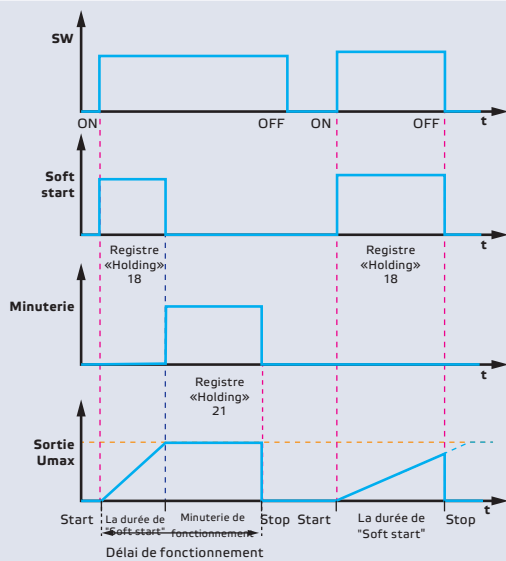 SW
ON
OFF
ON
OFF
t
Soft
start
t
Registre
«Holding»
18
Registre
«Holding»
18
Minuterie
t
Registre
«Holding»
21
Sortie
Umax
t
Start
La durée de
"Soft start"
Minuterie de
fonctionnement
Stop
Start
La durée de
"Soft start"
Stop
Délai de fonctionnement